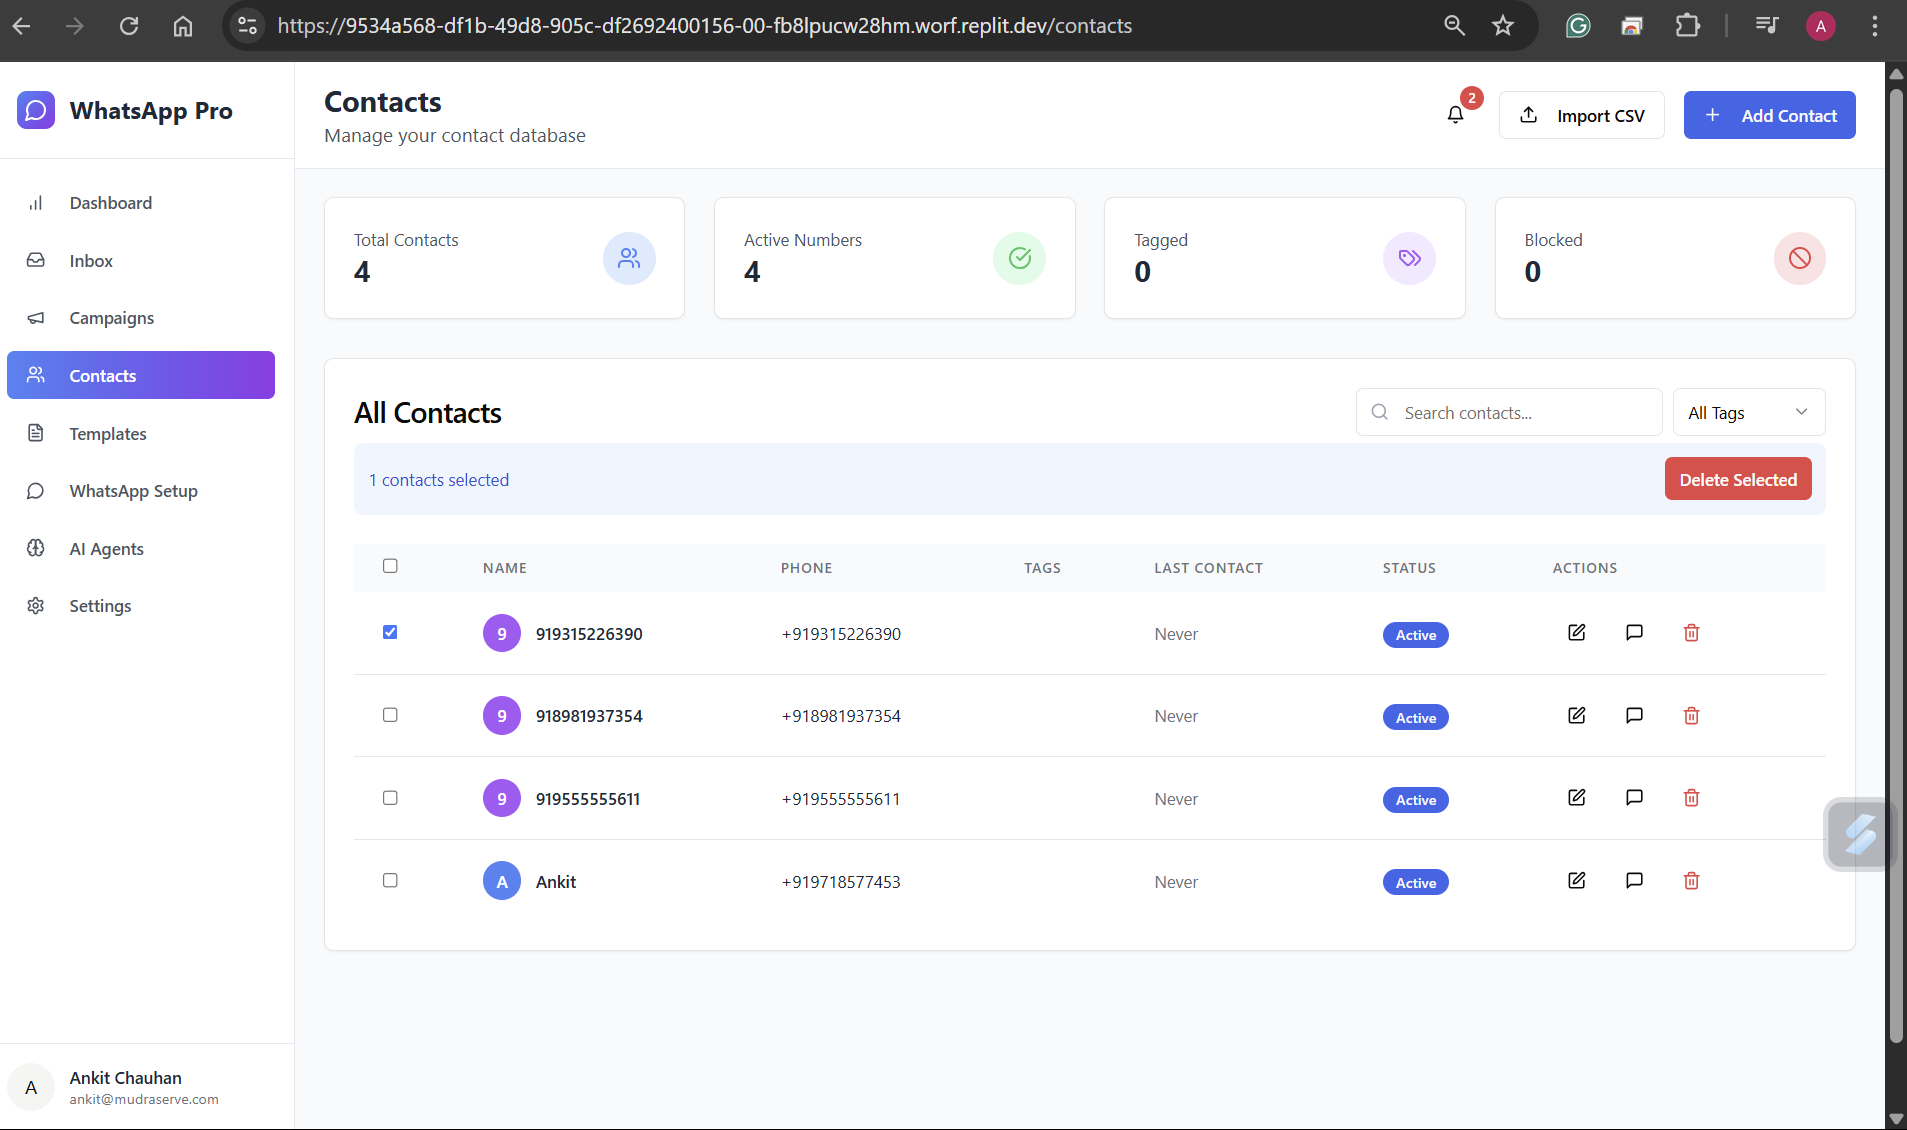 https://9534a568-df1b-49d8-905c-df2692400156-00-fb8lpucw28hm.worf.replit.dev/contacts
A
WhatsApp Pro
Dashboard
Inbox
Campaigns
Contacts
Templates
WhatsApp Setup
AI Agents
Settings
A
Ankit Chauhan
ankit@mudraserve.com
Contacts
Manage your contact database
2
Import CSV
Add Contact
Total Contacts
4
Active Numbers
4
Tagged
0
Blocked
0
All Contacts
Search contacts...
All Tags
1 contacts selected
Delete Selected
NAME PHONE TAGS LAST CONTACT STATUS ACTIONS
9 919315226390 +919315226390 Never Active
9 918981937354 +918981937354 Never Active
9 919555555611 +919555555611 Never Active
A Ankit +919718577453 Never Active